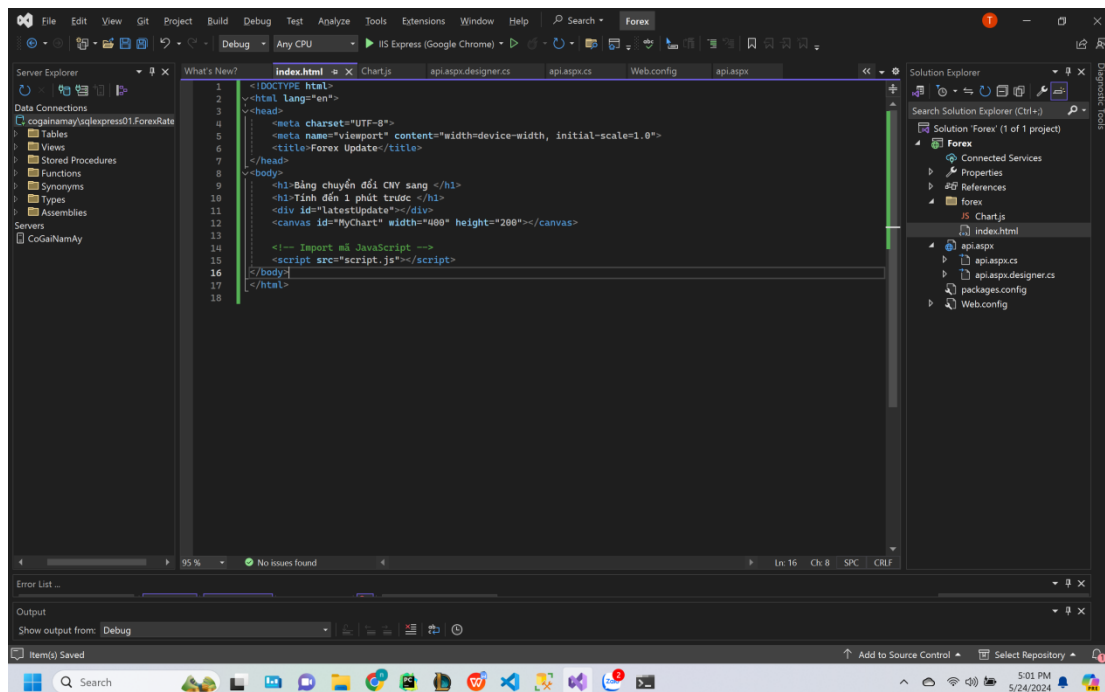 File Edit View Git Project Build Debug Test Analyze Tools Extensions Window Help Search Forex T
Debug Any CPU IIS Express (Google Chrome)
Server Explorer
Data Connections
cogainamay\sqlexpress01.ForexRate
Tables
Views
Stored Procedures
Functions
Synonyms
Types
Assemblies
Servers
CoGaiNamAy
What's New? index.html Chart.js api.aspx.designer.cs api.aspx.cs Web.config api.aspx
1 <!DOCTYPE html>
2 <html lang="en">
3 <head>
4 <meta charset="UTF-8">
5 <meta name="viewport" content="width=device-width, initial-scale=1.0">
6 <title>Forex Update</title>
7 </head>
8 <body>
9 <h1>Bảng chuyển đổi CNY sang </h1>
10 <h1>Tính đến 1 phút trước </h1>
11 <div id="latestUpdate"></div>
12 <canvas id="MyChart" width="400" height="200"></canvas>
13
14 <!-- Import mã JavaScript -->
15 <script src="script.js"></script>
16 </body>
17 </html>
18
95 % No issues found Ln: 16 Ch: 8 SPC CRLF
Solution Explorer
Search Solution Explorer (Ctrl+;)
Solution 'Forex' (1 of 1 project)
Forex
Connected Services
Properties
References
forex
JS Chart.js
index.html
api.aspx
api.aspx.cs
api.aspx.designer.cs
packages.config
Web.config
Diagnostic Tools
Error List ...
Output
Show output from: Debug
Item(s) Saved Add to Source Control Select Repository
Search
5:01 PM
5/24/2024